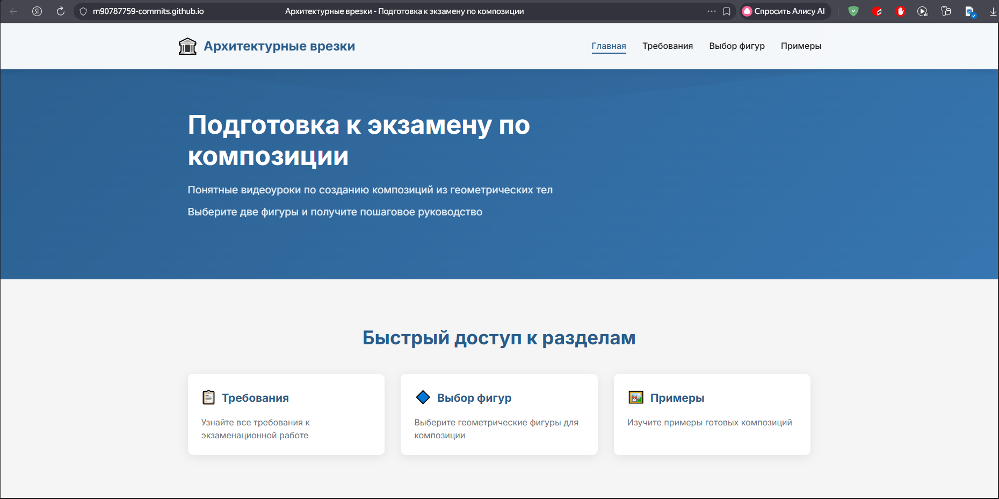 m90787759-commits.github.io
Архитектурные врезки - Подготовка к экзамену по композиции
Спросить Алису AI
Архитектурные врезки
Главная
Требования
Выбор фигур
Примеры
Подготовка к экзамену по
композиции
Понятные видеоуроки по созданию композиций из геометрических тел
Выберите две фигуры и получите пошаговое руководство
Быстрый доступ к разделам
Требования
Узнайте все требования к
экзаменационной работе
Выбор фигур
Выберите геометрические фигуры для
композиции
Примеры
Изучите примеры готовых композиций